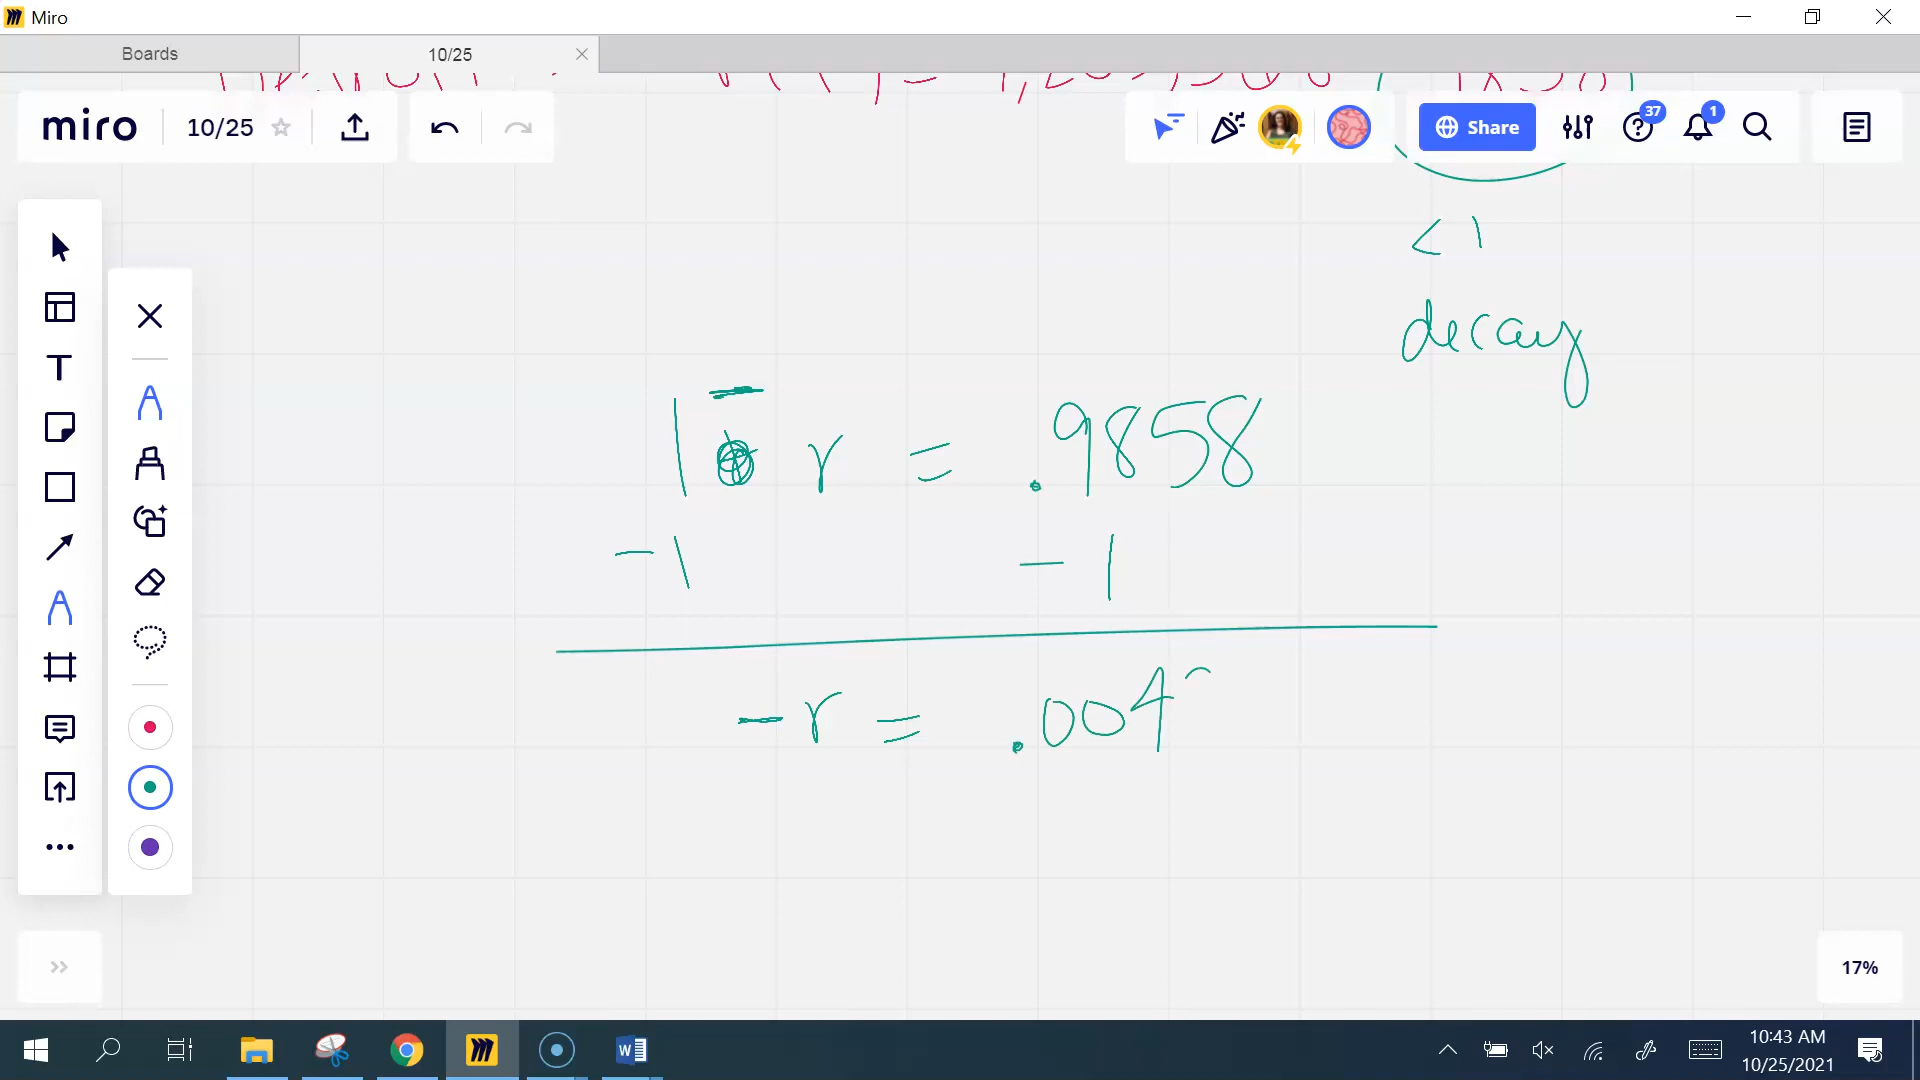 Miro
Boards
10/25
miro
10/25
Share
37
1
<1
decay
1 - r = .9858
-1 -1
-r = .004
17%
10:43 AM
10/25/2021